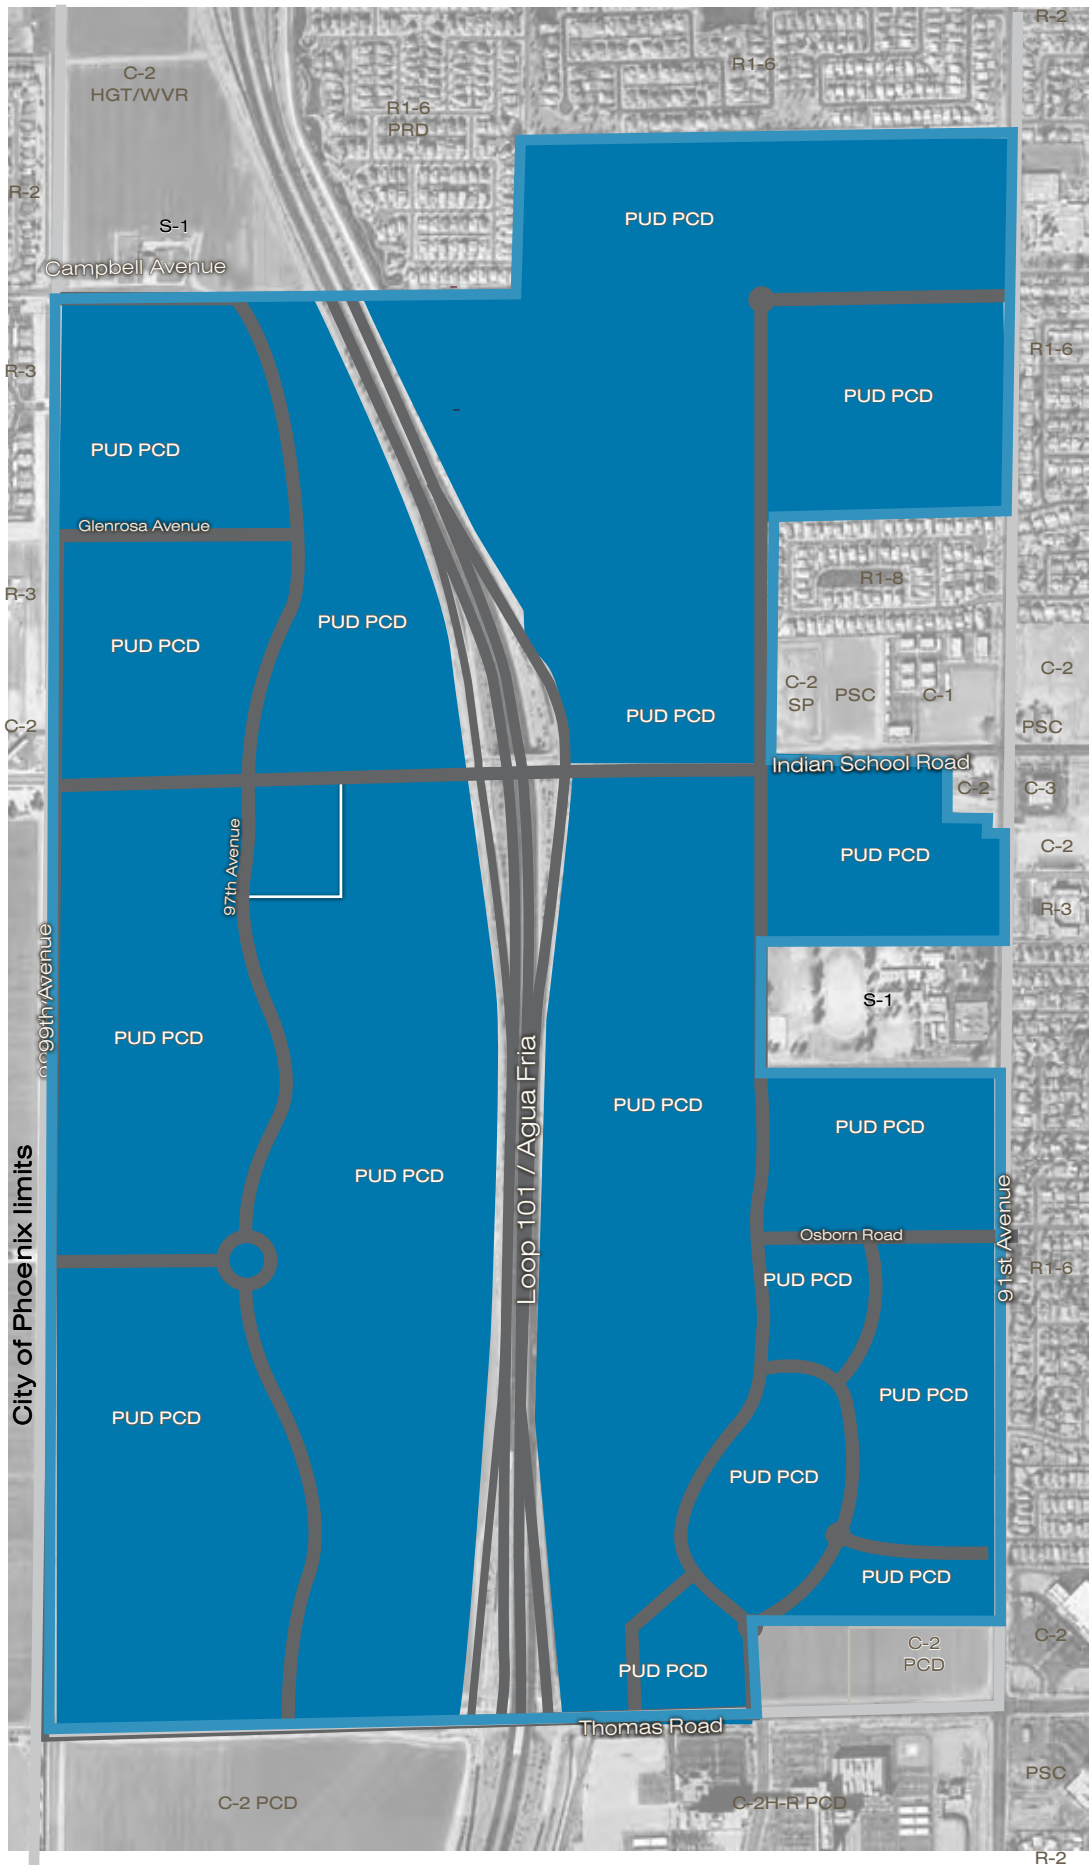 R-2
R1-6
C-2
HGT/WVR
R1-6
PRD
R-2
PUD PCD
S-1
Campbell Avenue
R1-6
R-3
PUD PCD
PUD PCD
Glenrosa Avenue
R1-8
R-3
PUD PCD
PUD PCD
C-2
C-2
SP
PSC
C-1
PUD PCD
C-2
PSC
Indian School Road
C-2
C-3
97th Avenue
PUD PCD
C-2
R-3
99th Avenue
S-1
PUD PCD
Loop 101 / Agua Fria
PUD PCD
PUD PCD
City of Phoenix limits
PUD PCD
91st Avenue
Osborn Road
R1-6
PUD PCD
PUD PCD
PUD PCD
PUD PCD
PUD PCD
C-2
C-2
PCD
PUD PCD
Thomas Road
PSC
C-2 PCD
C-2H-R PCD
R-2